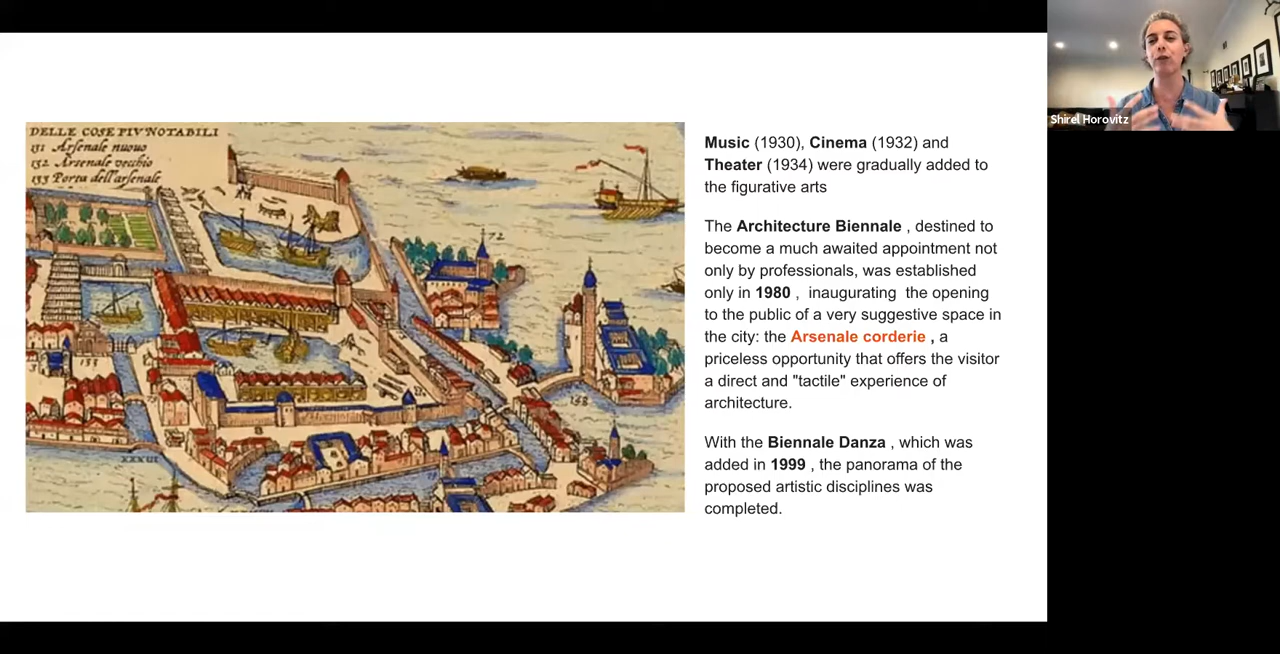 DELLE COSE PIV NOTABILI
131 Arsenale nuouo
132 Arsenale vecchio
133 Porta dell'arsenale
72
133
138
XXXVII
Music (1930), Cinema (1932) and
Theater (1934) were gradually added to
the figurative arts
The Architecture Biennale , destined to
become a much awaited appointment not
only by professionals, was established
only in 1980 , inaugurating the opening
to the public of a very suggestive space in
the city: the Arsenale corderie , a
priceless opportunity that offers the visitor
a direct and "tactile" experience of
architecture.
With the Biennale Danza , which was
added in 1999 , the panorama of the
proposed artistic disciplines was
completed.
Shirel Horovitz